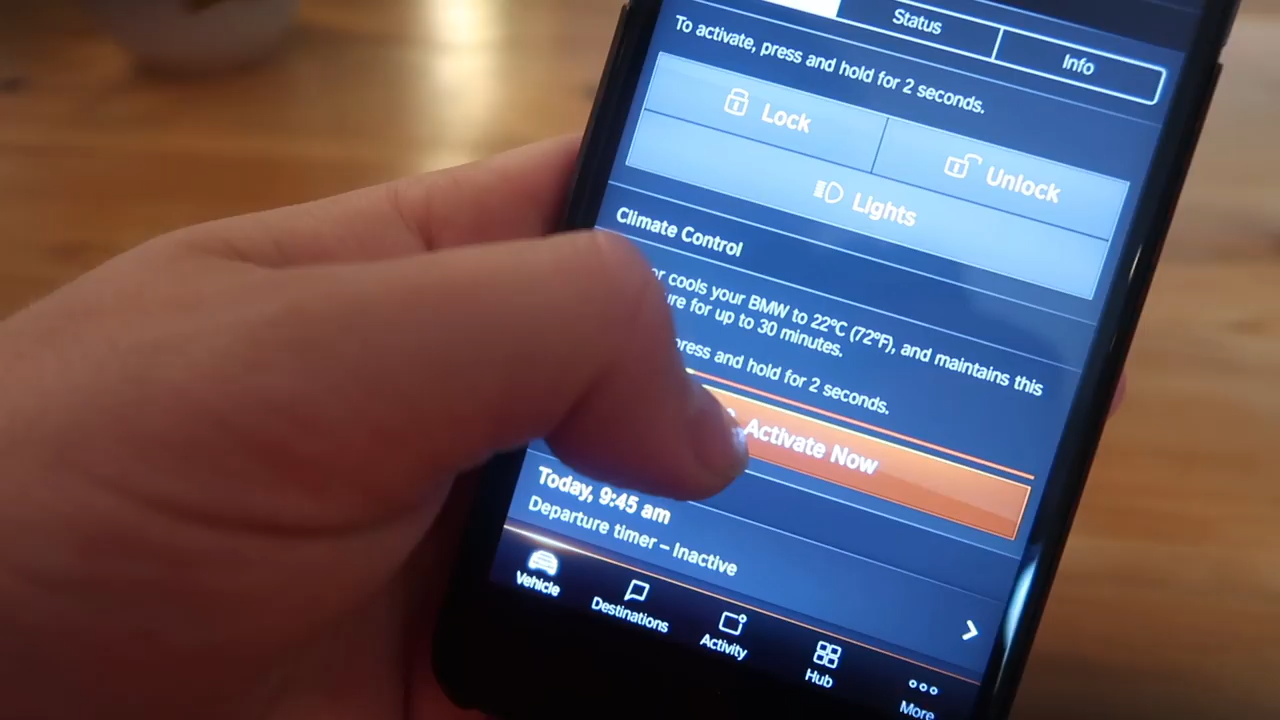 Status
Info
To activate, press and hold for 2 seconds.
Lock
Unlock
Lights
Climate Control
or cools your BMW to 22°C (72°F), and maintains this
ure for up to 30 minutes.
press and hold for 2 seconds.
Activate Now
Today, 9:45 am
Departure timer – Inactive
Vehicle
Destinations
Activity
Hub
More